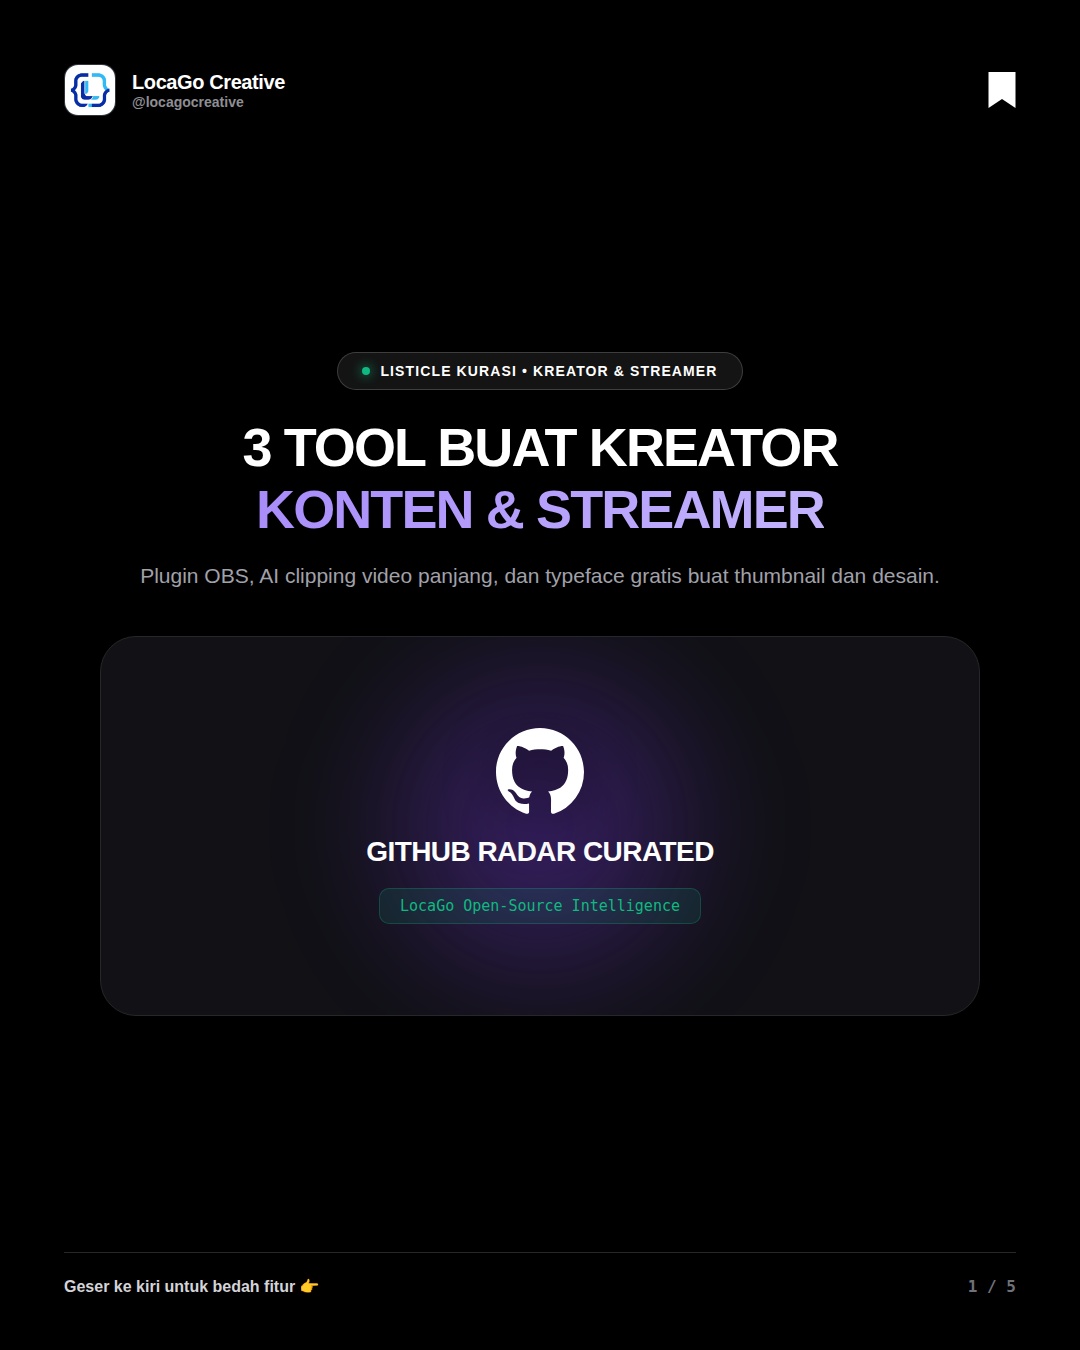 LocaGo Creative
@locagocreative
LISTICLE KURASI • KREATOR & STREAMER
3 TOOL BUAT KREATOR
KONTEN & STREAMER
Plugin OBS, AI clipping video panjang, dan typeface gratis buat thumbnail dan desain.
GITHUB RADAR CURATED
LocaGo Open-Source Intelligence
Geser ke kiri untuk bedah fitur 👉
1 / 5